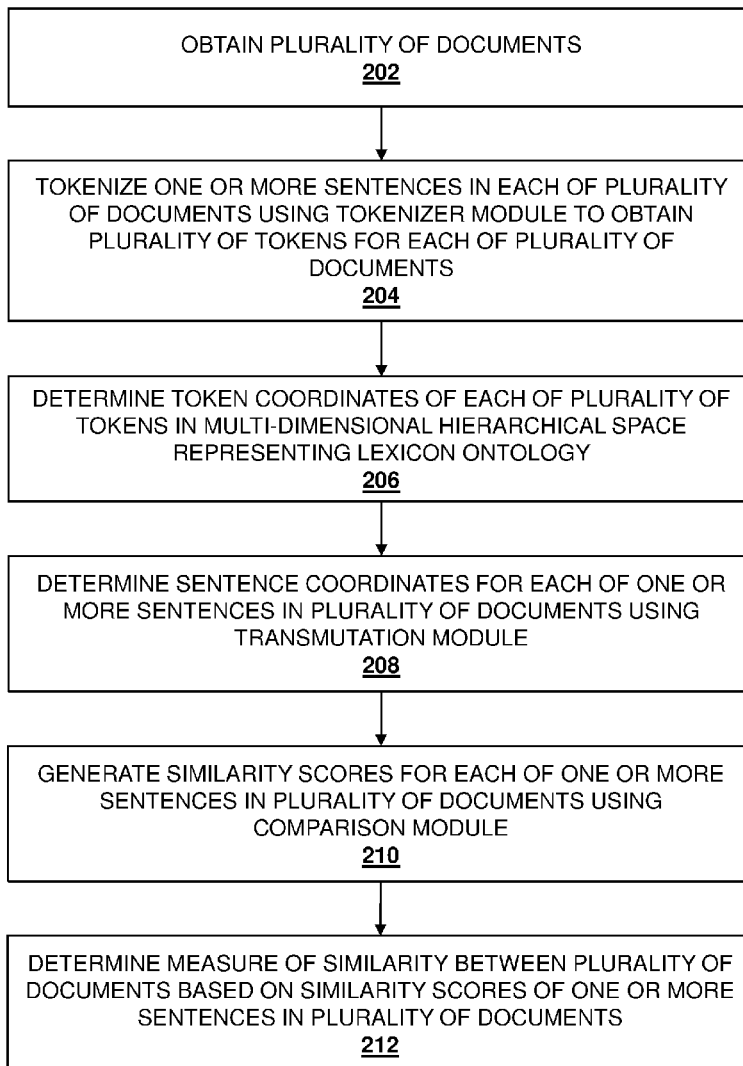 OBTAIN PLURALITY OF DOCUMENTS
202
TOKENIZE ONE OR MORE SENTENCES IN EACH OF PLURALITY
OF DOCUMENTS USING TOKENIZER MODULE TO OBTAIN
PLURALITY OF TOKENS FOR EACH OF PLURALITY OF
DOCUMENTS
204
DETERMINE TOKEN COORDINATES OF EACH OF PLURALITY OF
TOKENS IN MULTI-DIMENSIONAL HIERARCHICAL SPACE
REPRESENTING LEXICON ONTOLOGY
206
DETERMINE SENTENCE COORDINATES FOR EACH OF ONE OR
MORE SENTENCES IN PLURALITY OF DOCUMENTS USING
TRANSMUTATION MODULE
208
GENERATE SIMILARITY SCORES FOR EACH OF ONE OR MORE
SENTENCES IN PLURALITY OF DOCUMENTS USING
COMPARISON MODULE
210
DETERMINE MEASURE OF SIMILARITY BETWEEN PLURALITY OF
DOCUMENTS BASED ON SIMILARITY SCORES OF ONE OR MORE
SENTENCES IN PLURALITY OF DOCUMENTS
212